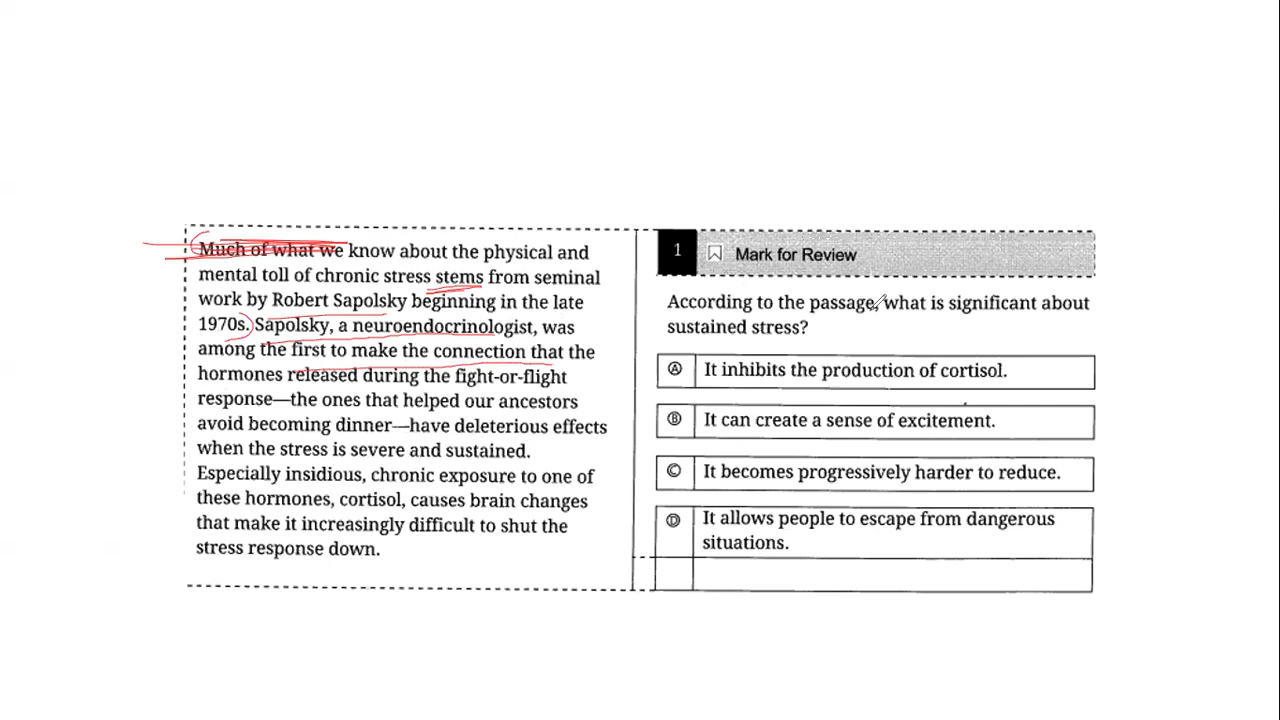 Much of what we know about the physical and
mental toll of chronic stress stems from seminal
work by Robert Sapolsky beginning in the late
1970s. Sapolsky, a neuroendocrinologist, was
among the first to make the connection that the
hormones released during the fight-or-flight
response—the ones that helped our ancestors
avoid becoming dinner—have deleterious effects
when the stress is severe and sustained.
Especially insidious, chronic exposure to one of
these hormones, cortisol, causes brain changes
that make it increasingly difficult to shut the
stress response down.
1 Mark for Review
According to the passage, what is significant about
sustained stress?
A It inhibits the production of cortisol.
B It can create a sense of excitement.
C It becomes progressively harder to reduce.
D It allows people to escape from dangerous
situations.